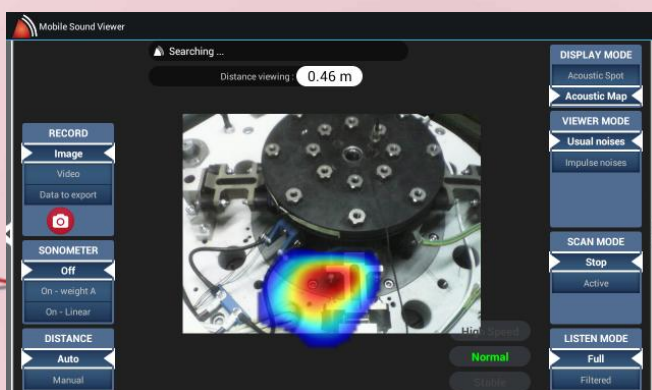 Mobile Sound Viewer
Searching ...
Distance viewing : 0.46 m
RECORD
Image
Video
Data to export
SONOMETER
Off
On - weight A
On - Linear
DISTANCE
Auto
Manual
High Speed
Normal
Stable
DISPLAY MODE
Acoustic Spot
Acoustic Map
VIEWER MODE
Usual noises
Impulse noises
SCAN MODE
Stop
Active
LISTEN MODE
Full
Filtered